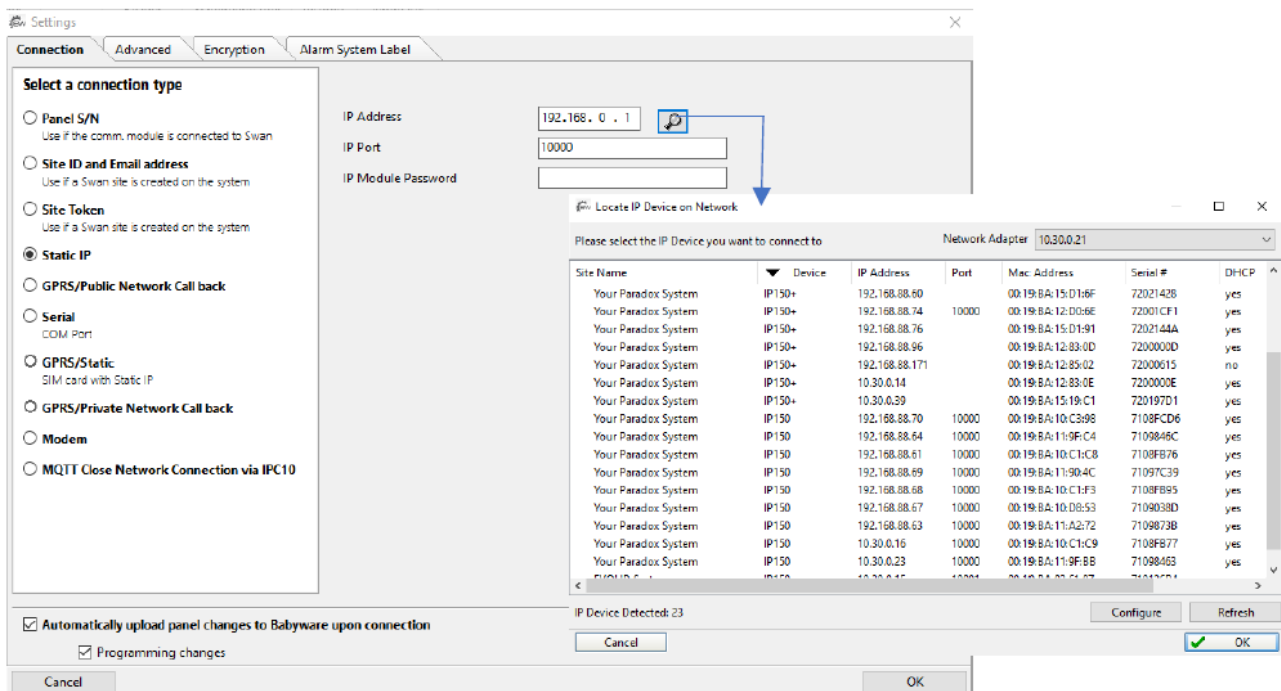 Settings
Connection Advanced Encryption Alarm System Label
Select a connection type
Panel S/N
Use if the comm. module is connected to Swan
Site ID and Email address
Use if a Swan site is created on the system
Site Token
Use if a Swan site is created on the system
Static IP
GPRS/Public Network Call back
Serial
COM Port
GPRS/Static
SIM card with Static IP
GPRS/Private Network Call back
Modem
MQTT Close Network Connection via IPC10
IP Address 192.168. 0 . 1
IP Port 10000
IP Module Password
Locate IP Device on Network
Please select the IP Device you want to connect to Network Adapter 10.30.0.21
Site Name Device IP Address Port Mac Address Serial # DHCP
Your Paradox System IP150+ 192.168.88.60 00:19:BA:15:D1:6F 72021428 yes
Your Paradox System IP150+ 192.168.88.74 10000 00:19:BA:12:D0:6E 72001CF1 yes
Your Paradox System IP150+ 192.168.88.76 00:19:BA:15:D1:91 7202144A yes
Your Paradox System IP150+ 192.168.88.96 00:19:BA:12:83:0D 7200000D yes
Your Paradox System IP150+ 192.168.88.171 00:19:BA:12:85:02 72000615 no
Your Paradox System IP150+ 10.30.0.14 00:19:BA:12:83:0E 7200000E yes
Your Paradox System IP150+ 10.30.0.39 00:19:BA:15:19:C1 720197D1 yes
Your Paradox System IP150 192.168.88.70 10000 00:19:BA:10:C3:98 7108FCD6 yes
Your Paradox System IP150 192.168.88.64 10000 00:19:BA:11:9F:C4 7109846C yes
Your Paradox System IP150 192.168.88.61 10000 00:19:BA:10:C1:C8 7108FB76 yes
Your Paradox System IP150 192.168.88.69 10000 00:19:BA:11:90:4C 71097C39 yes
Your Paradox System IP150 192.168.88.68 10000 00:19:BA:10:C1:F3 7108FB95 yes
Your Paradox System IP150 192.168.88.67 10000 00:19:BA:10:D8:53 7109038D yes
Your Paradox System IP150 192.168.88.63 10000 00:19:BA:11:A2:72 7109873B yes
Your Paradox System IP150 10.30.0.16 10000 00:19:BA:10:C1:C9 7108FB77 yes
Your Paradox System IP150 10.30.0.23 10000 00:19:BA:11:9F:BB 71098463 yes
IP Device Detected: 23 Configure Refresh
Cancel OK
Automatically upload panel changes to Babyware upon connection
Programming changes
Cancel OK